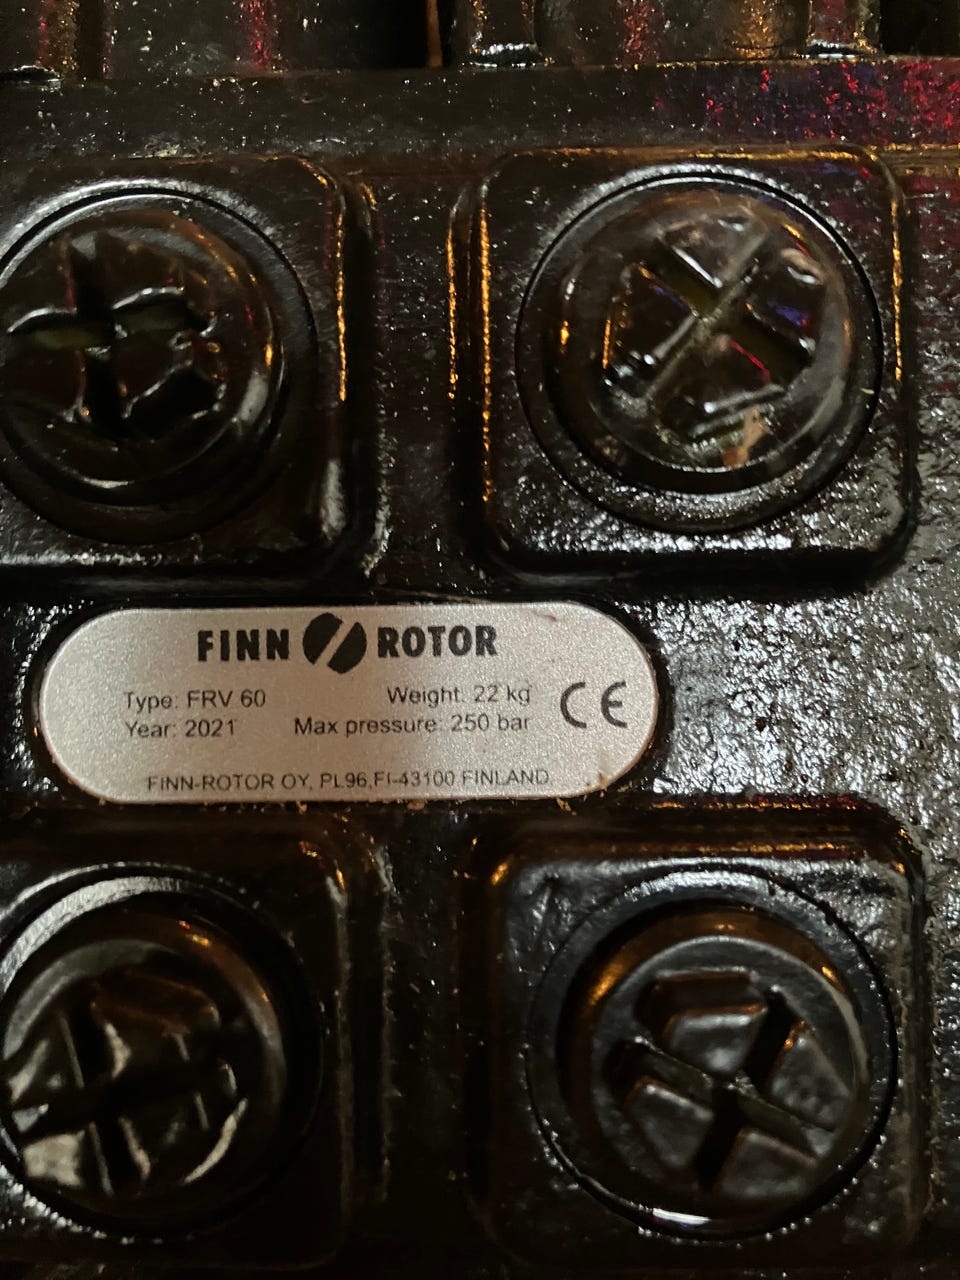 FINN ROTOR
Type: FRV 60 Weight: 22 kg
Year: 2021 Max pressure: 250 bar
CE
FINN-ROTOR OY, PL96,FI-43100 FINLAND